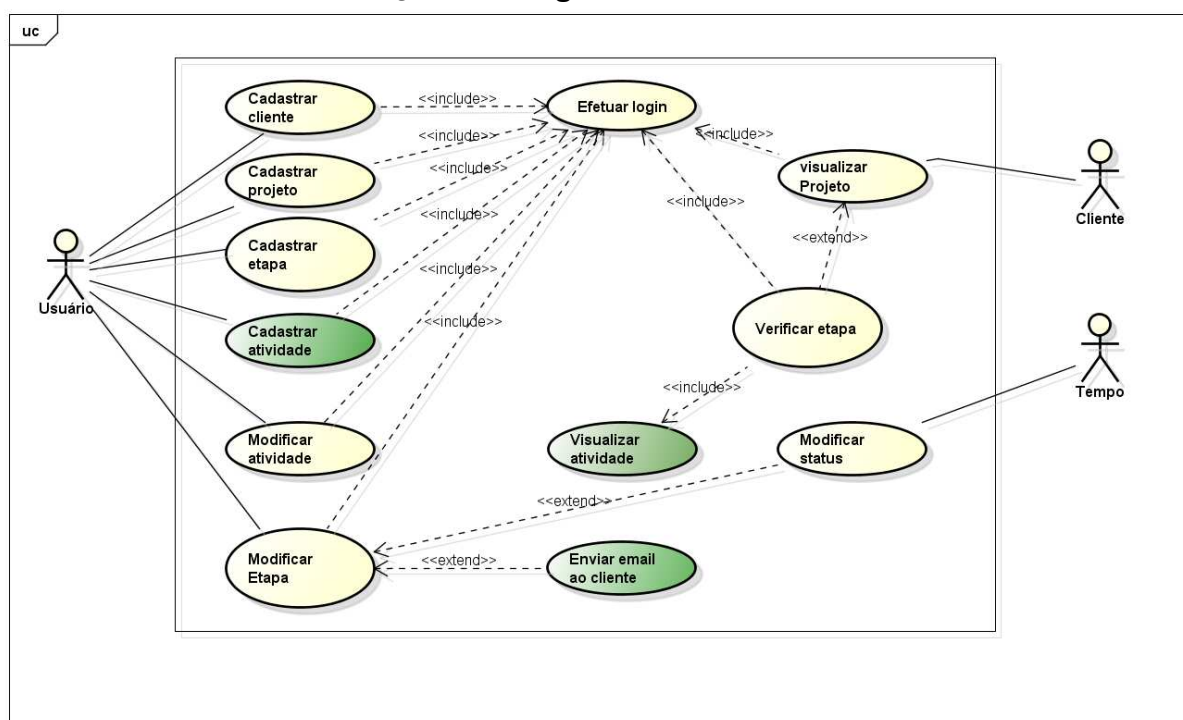 uc
Cadastrar
cliente
<<include>>
Efetuar login
<<include>>
<<include>>
visualizar
Projeto
Cadastrar
projeto
<<include>>
<<include>>
Cliente
<<include>>
<<extend>>
Cadastrar
etapa
<<include>>
Usuário
<<include>>
Verificar etapa
Cadastrar
atividade
<<include>>
Tempo
Modificar
atividade
Visualizar
atividade
Modificar
status
<<extend>>
Modificar
Etapa
<<extend>>
Enviar email
ao cliente